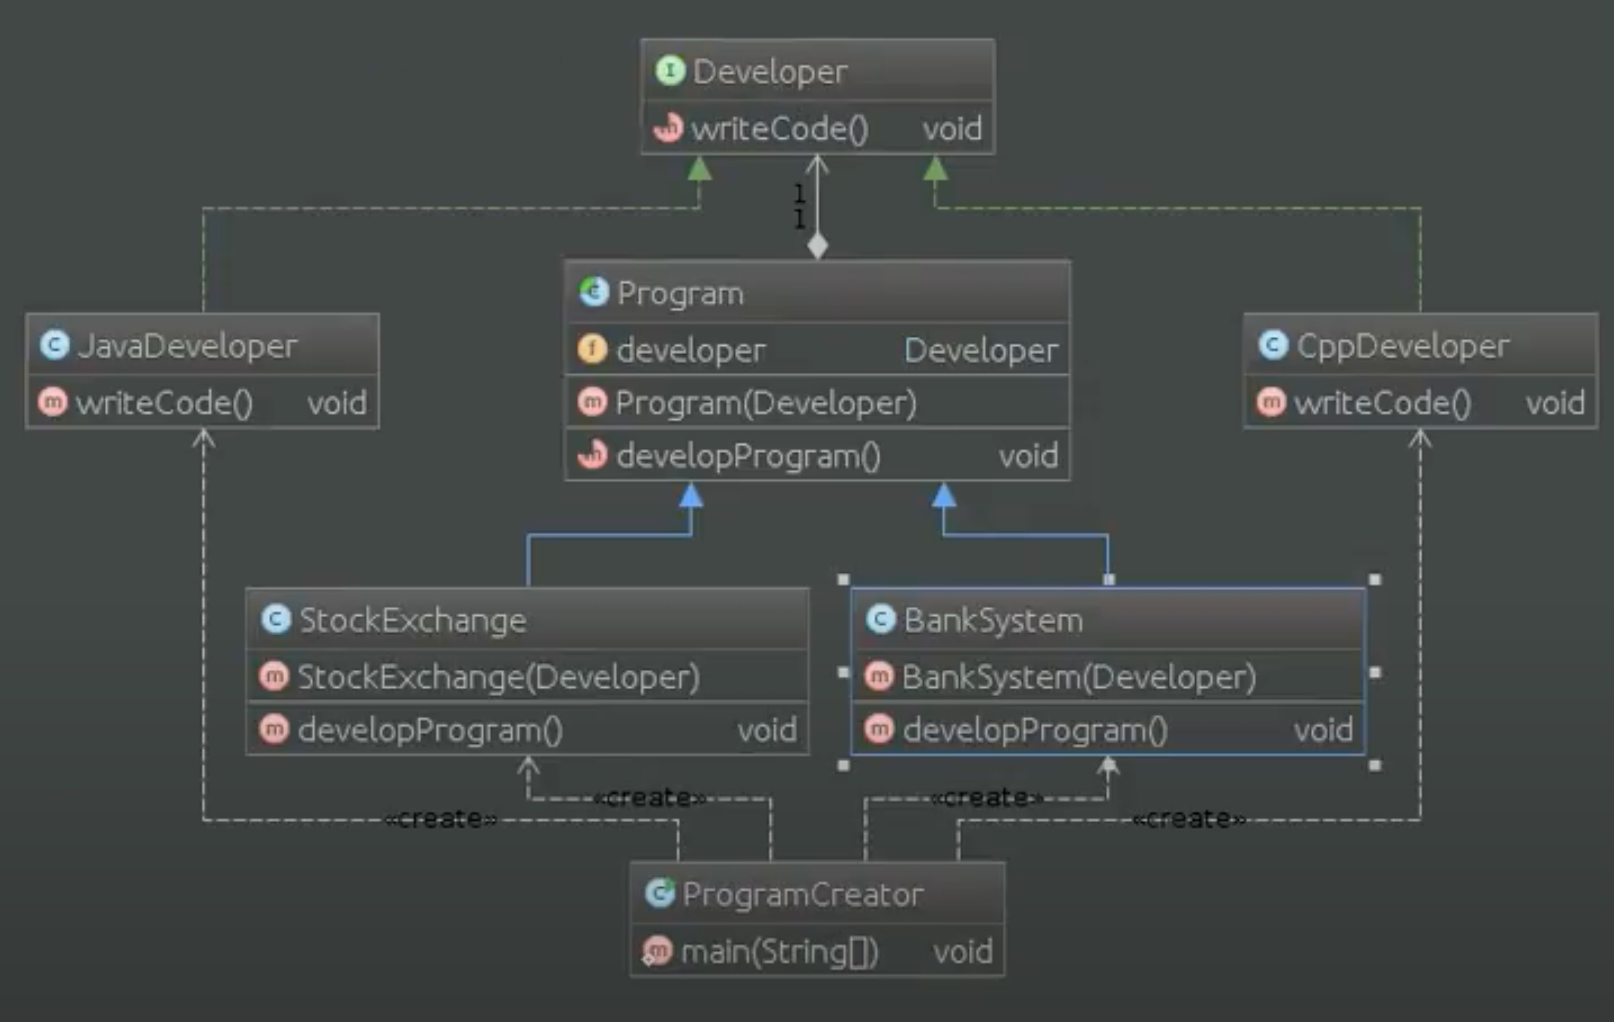 Developer
writeCode() void
1
1
Program
developer Developer
Program(Developer)
developProgram() void
JavaDeveloper
writeCode() void
CppDeveloper
writeCode() void
StockExchange
StockExchange(Developer)
developProgram() void
BankSystem
BankSystem(Developer)
developProgram() void
«create»
«create»
«create»
«create»
ProgramCreator
main(String[]) void